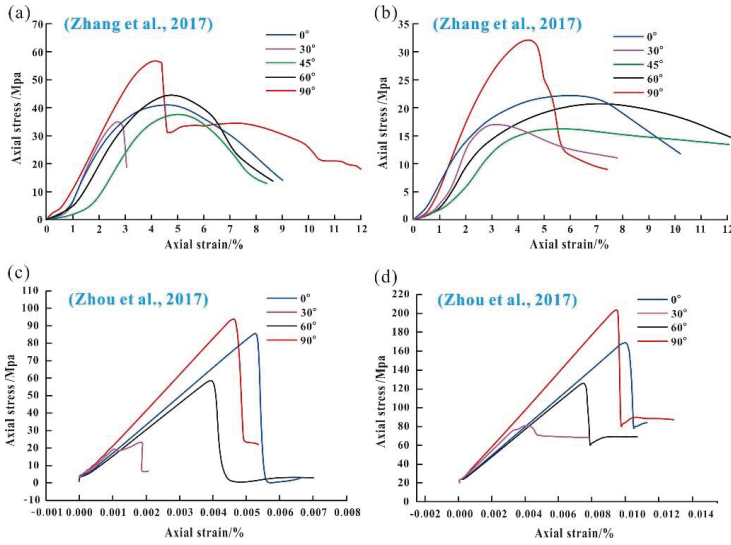 (a)
(Zhang et al., 2017)
0°
30°
45°
60°
90°
Axial stress /Mpa
70
60
50
40
30
20
10
0
0 1 2 3 4 5 6 7 8 9 10 11 12
Axial strain/%
(b)
(Zhang et al., 2017)
0°
30°
45°
60°
90°
Axial stress /Mpa
35
30
25
20
15
10
5
0
0 1 2 3 4 5 6 7 8 9 10 11 12
Axial strain/%
(c)
(Zhou et al., 2017)
0°
30°
60°
90°
Axial stress /Mpa
110
100
90
80
70
60
50
40
30
20
10
0
-10
-0.001 0.000 0.001 0.002 0.003 0.004 0.005 0.006 0.007 0.008
Axial strain/%
(d)
(Zhou et al., 2017)
0°
30°
60°
90°
Axial stress /Mpa
220
200
180
160
140
120
100
80
60
40
20
0
-0.002 0.000 0.002 0.004 0.006 0.008 0.010 0.012 0.014
Axial strain/%